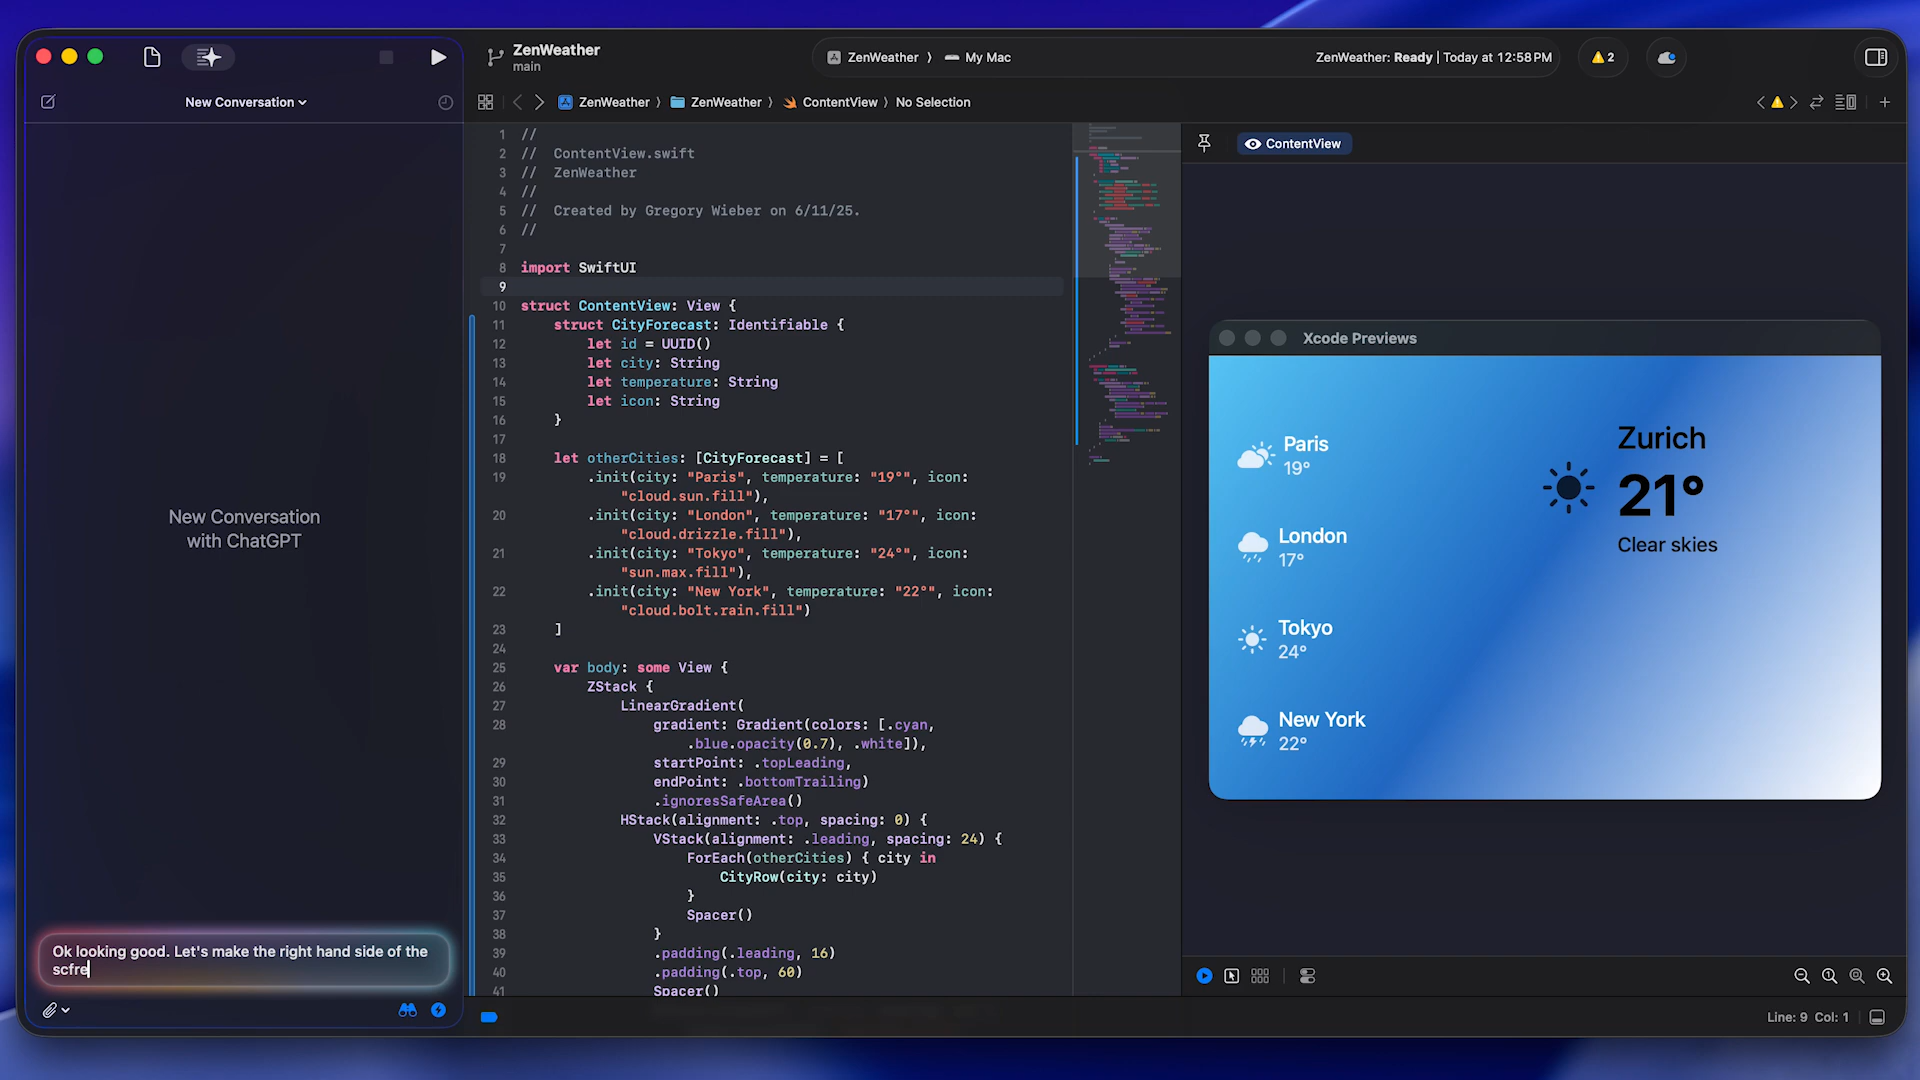 ZenWeather
main
ZenWeather 〉 My Mac
ZenWeather: Ready | Today at 12:58 PM
2
New Conversation
ZenWeather 〉 ZenWeather 〉 ContentView 〉 No Selection
New Conversation
with ChatGPT
Ok looking good. Let's make the right hand side of the
scfre
1 //
2 //  ContentView.swift
3 //  ZenWeather
4 //
5 //  Created by Gregory Wieber on 6/11/25.
6 //
7
8 import SwiftUI
9
10 struct ContentView: View {
11     struct CityForecast: Identifiable {
12         let id = UUID()
13         let city: String
14         let temperature: String
15         let icon: String
16     }
17
18     let otherCities: [CityForecast] = [
19         .init(city: "Paris", temperature: "19°", icon:
"cloud.sun.fill"),
20         .init(city: "London", temperature: "17°", icon:
"cloud.drizzle.fill"),
21         .init(city: "Tokyo", temperature: "24°", icon:
"sun.max.fill"),
22         .init(city: "New York", temperature: "22°", icon:
"cloud.bolt.rain.fill")
23     ]
24
25     var body: some View {
26         ZStack {
27             LinearGradient(
28                 gradient: Gradient(colors: [.cyan,
.blue.opacity(0.7), .white]),
29                 startPoint: .topLeading,
30                 endPoint: .bottomTrailing)
31                 .ignoresSafeArea()
32             HStack(alignment: .top, spacing: 0) {
33                 VStack(alignment: .leading, spacing: 24) {
34                     ForEach(otherCities) { city in
35                         CityRow(city: city)
36                     }
37                     Spacer()
38                 }
39                 .padding(.leading, 16)
40                 .padding(.top, 60)
41                 Spacer()
ContentView
Xcode Previews
Paris
19°
London
17°
Tokyo
24°
New York
22°
Zurich
21°
Clear skies
Line: 9 Col: 1